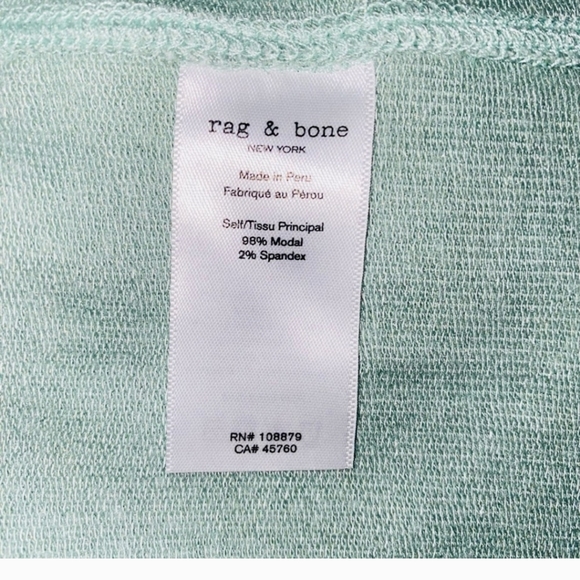 rag & bone
NEW YORK
Made in Peru
Fabriqué au Pérou
Self/Tissu Principal
98% Modal
2% Spandex
RN# 108879
CA# 45760